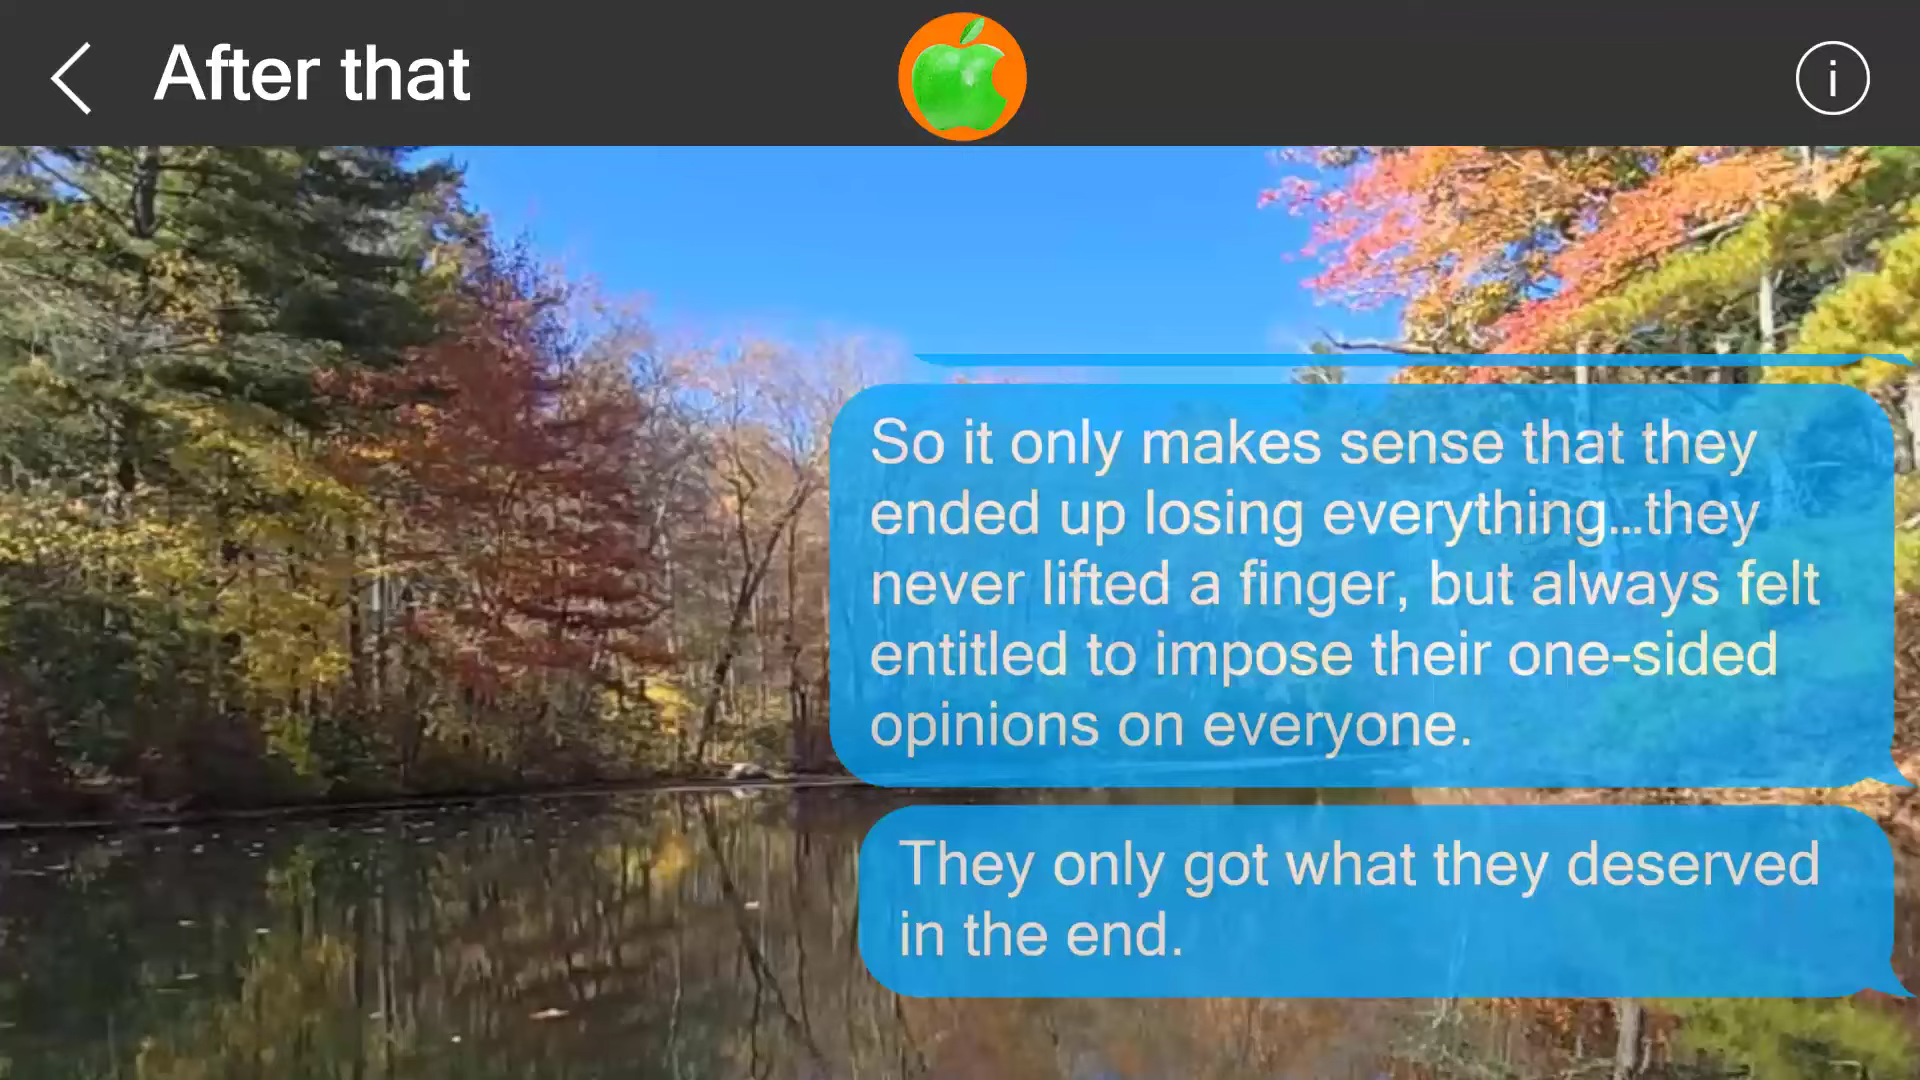 After that
i
So it only makes sense that they
ended up losing everything...they
never lifted a finger, but always felt
entitled to impose their one-sided
opinions on everyone.
They only got what they deserved
in the end.